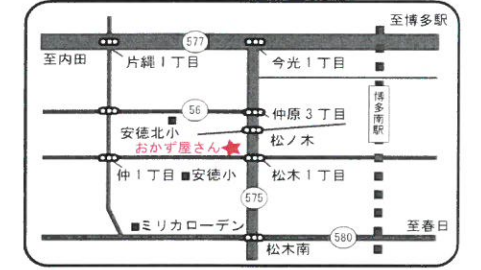 至博多駅
577
至内田
片縄1丁目
今光1丁目
博多南駅
56
仲原3丁目
安徳北小
松ノ木
おかず屋さん
仲1丁目
安徳小
松木1丁目
575
ミリカローデン
至春日
580
松木南